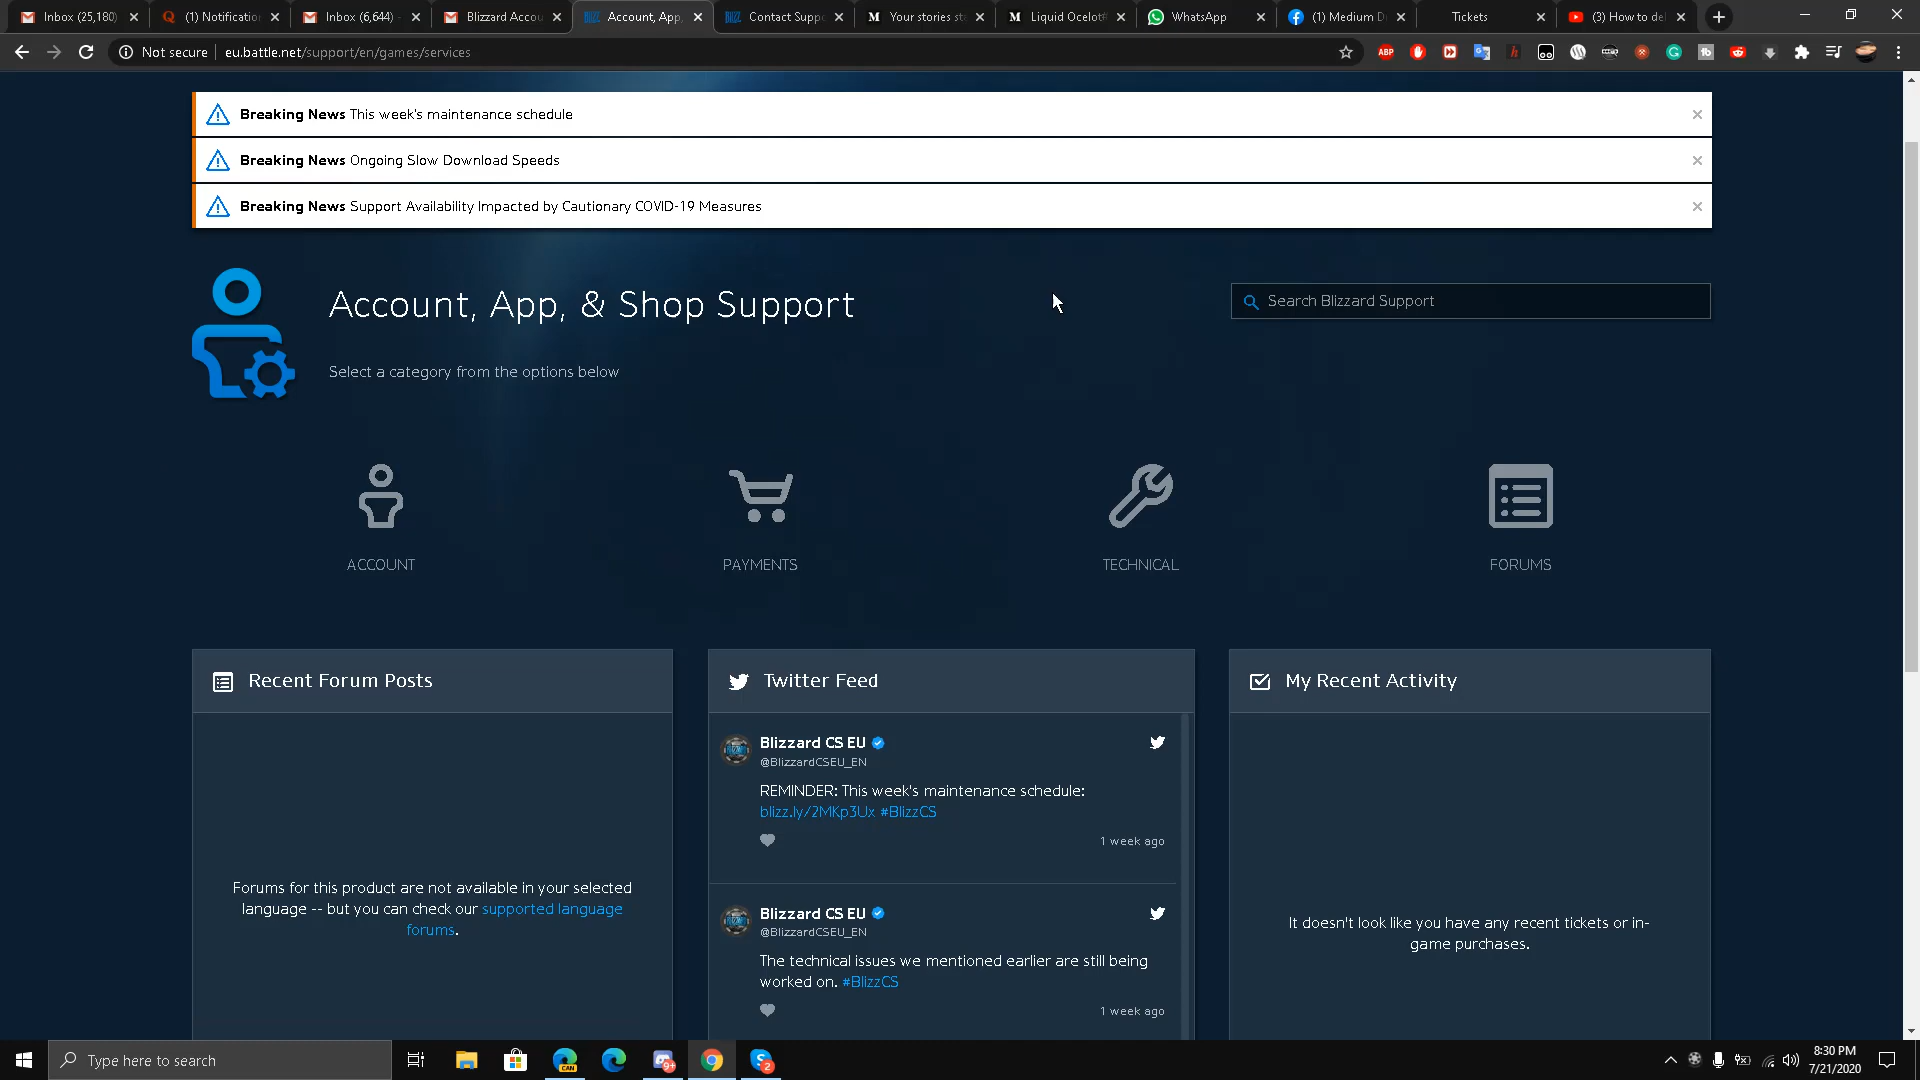 Inbox (25,180)
(1) Notification
Inbox (6,644) -
Blizzard Accou
Account, App,
Contact Suppo
Your stories st
Liquid Ocelot
WhatsApp
(1) Medium D
Tickets
(3) How to del
Not secure
eu.battle.net/support/en/games/services
ABP
Breaking News This week's maintenance schedule
Breaking News Ongoing Slow Download Speeds
Breaking News Support Availability Impacted by Cautionary COVID-19 Measures
Account, App, & Shop Support
Search Blizzard Support
Select a category from the options below
ACCOUNT
PAYMENTS
TECHNICAL
FORUMS
Recent Forum Posts
Forums for this product are not available in your selected
language -- but you can check our supported language
forums.
Twitter Feed
Blizzard CS EU
@BlizzardCSEU_EN
REMINDER: This week's maintenance schedule:
blizz.ly/2MKp3Ux #BlizzCS
1 week ago
Blizzard CS EU
@BlizzardCSEU_EN
The technical issues we mentioned earlier are still being
worked on. #BlizzCS
1 week ago
My Recent Activity
It doesn't look like you have any recent tickets or in-
game purchases.
Type here to search
CAN
9+
2
8:30 PM
7/21/2020